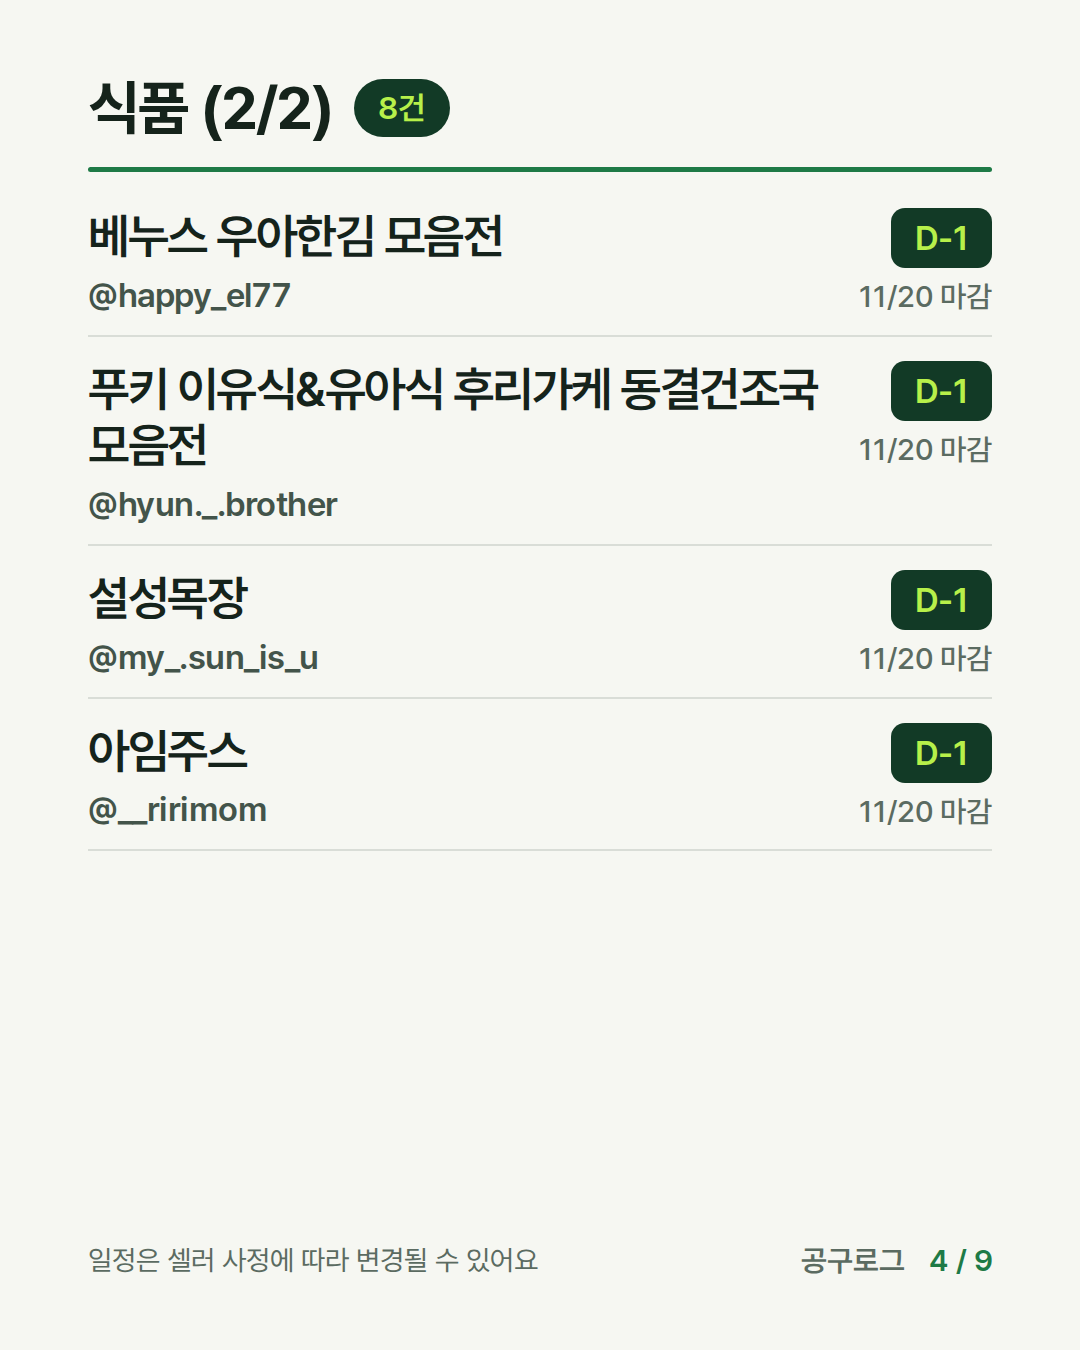 식품 (2/2) 8건
베누스 우아한김 모음전 D-1
@happy_el77 11/20 마감
푸키 이유식&유아식 후리가케 동결건조국 D-1
모음전 11/20 마감
@hyun._.brother
설성목장 D-1
@my_.sun_is_u 11/20 마감
아임주스 D-1
@__ririmom 11/20 마감
일정은 셀러 사정에 따라 변경될 수 있어요 공구로그 4 / 9